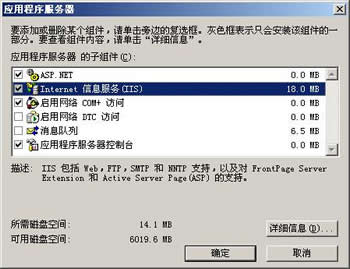 应用程序服务器
要添加或删除某个组件，请单击旁边的复选框。灰色框表示只会安装该组件的一
部分。要查看组件内容，请单击“详细信息”。
应用程序服务器 的子组件(C):
ASP.NET 0.0 MB
Internet 信息服务(IIS) 18.0 MB
启用网络 COM+ 访问 0.0 MB
启用网络 DTC 访问 0.0 MB
消息队列 6.5 MB
应用程序服务器控制台 0.0 MB
描述: IIS 包括 Web，FTP，SMTP 和 NNTP 支持，以及对 FrontPage Server
Extension 和 Active Server Page(ASP) 的支持。
所需磁盘空间: 14.1 MB
可用磁盘空间: 6019.6 MB
详细信息(D)...
确定
取消